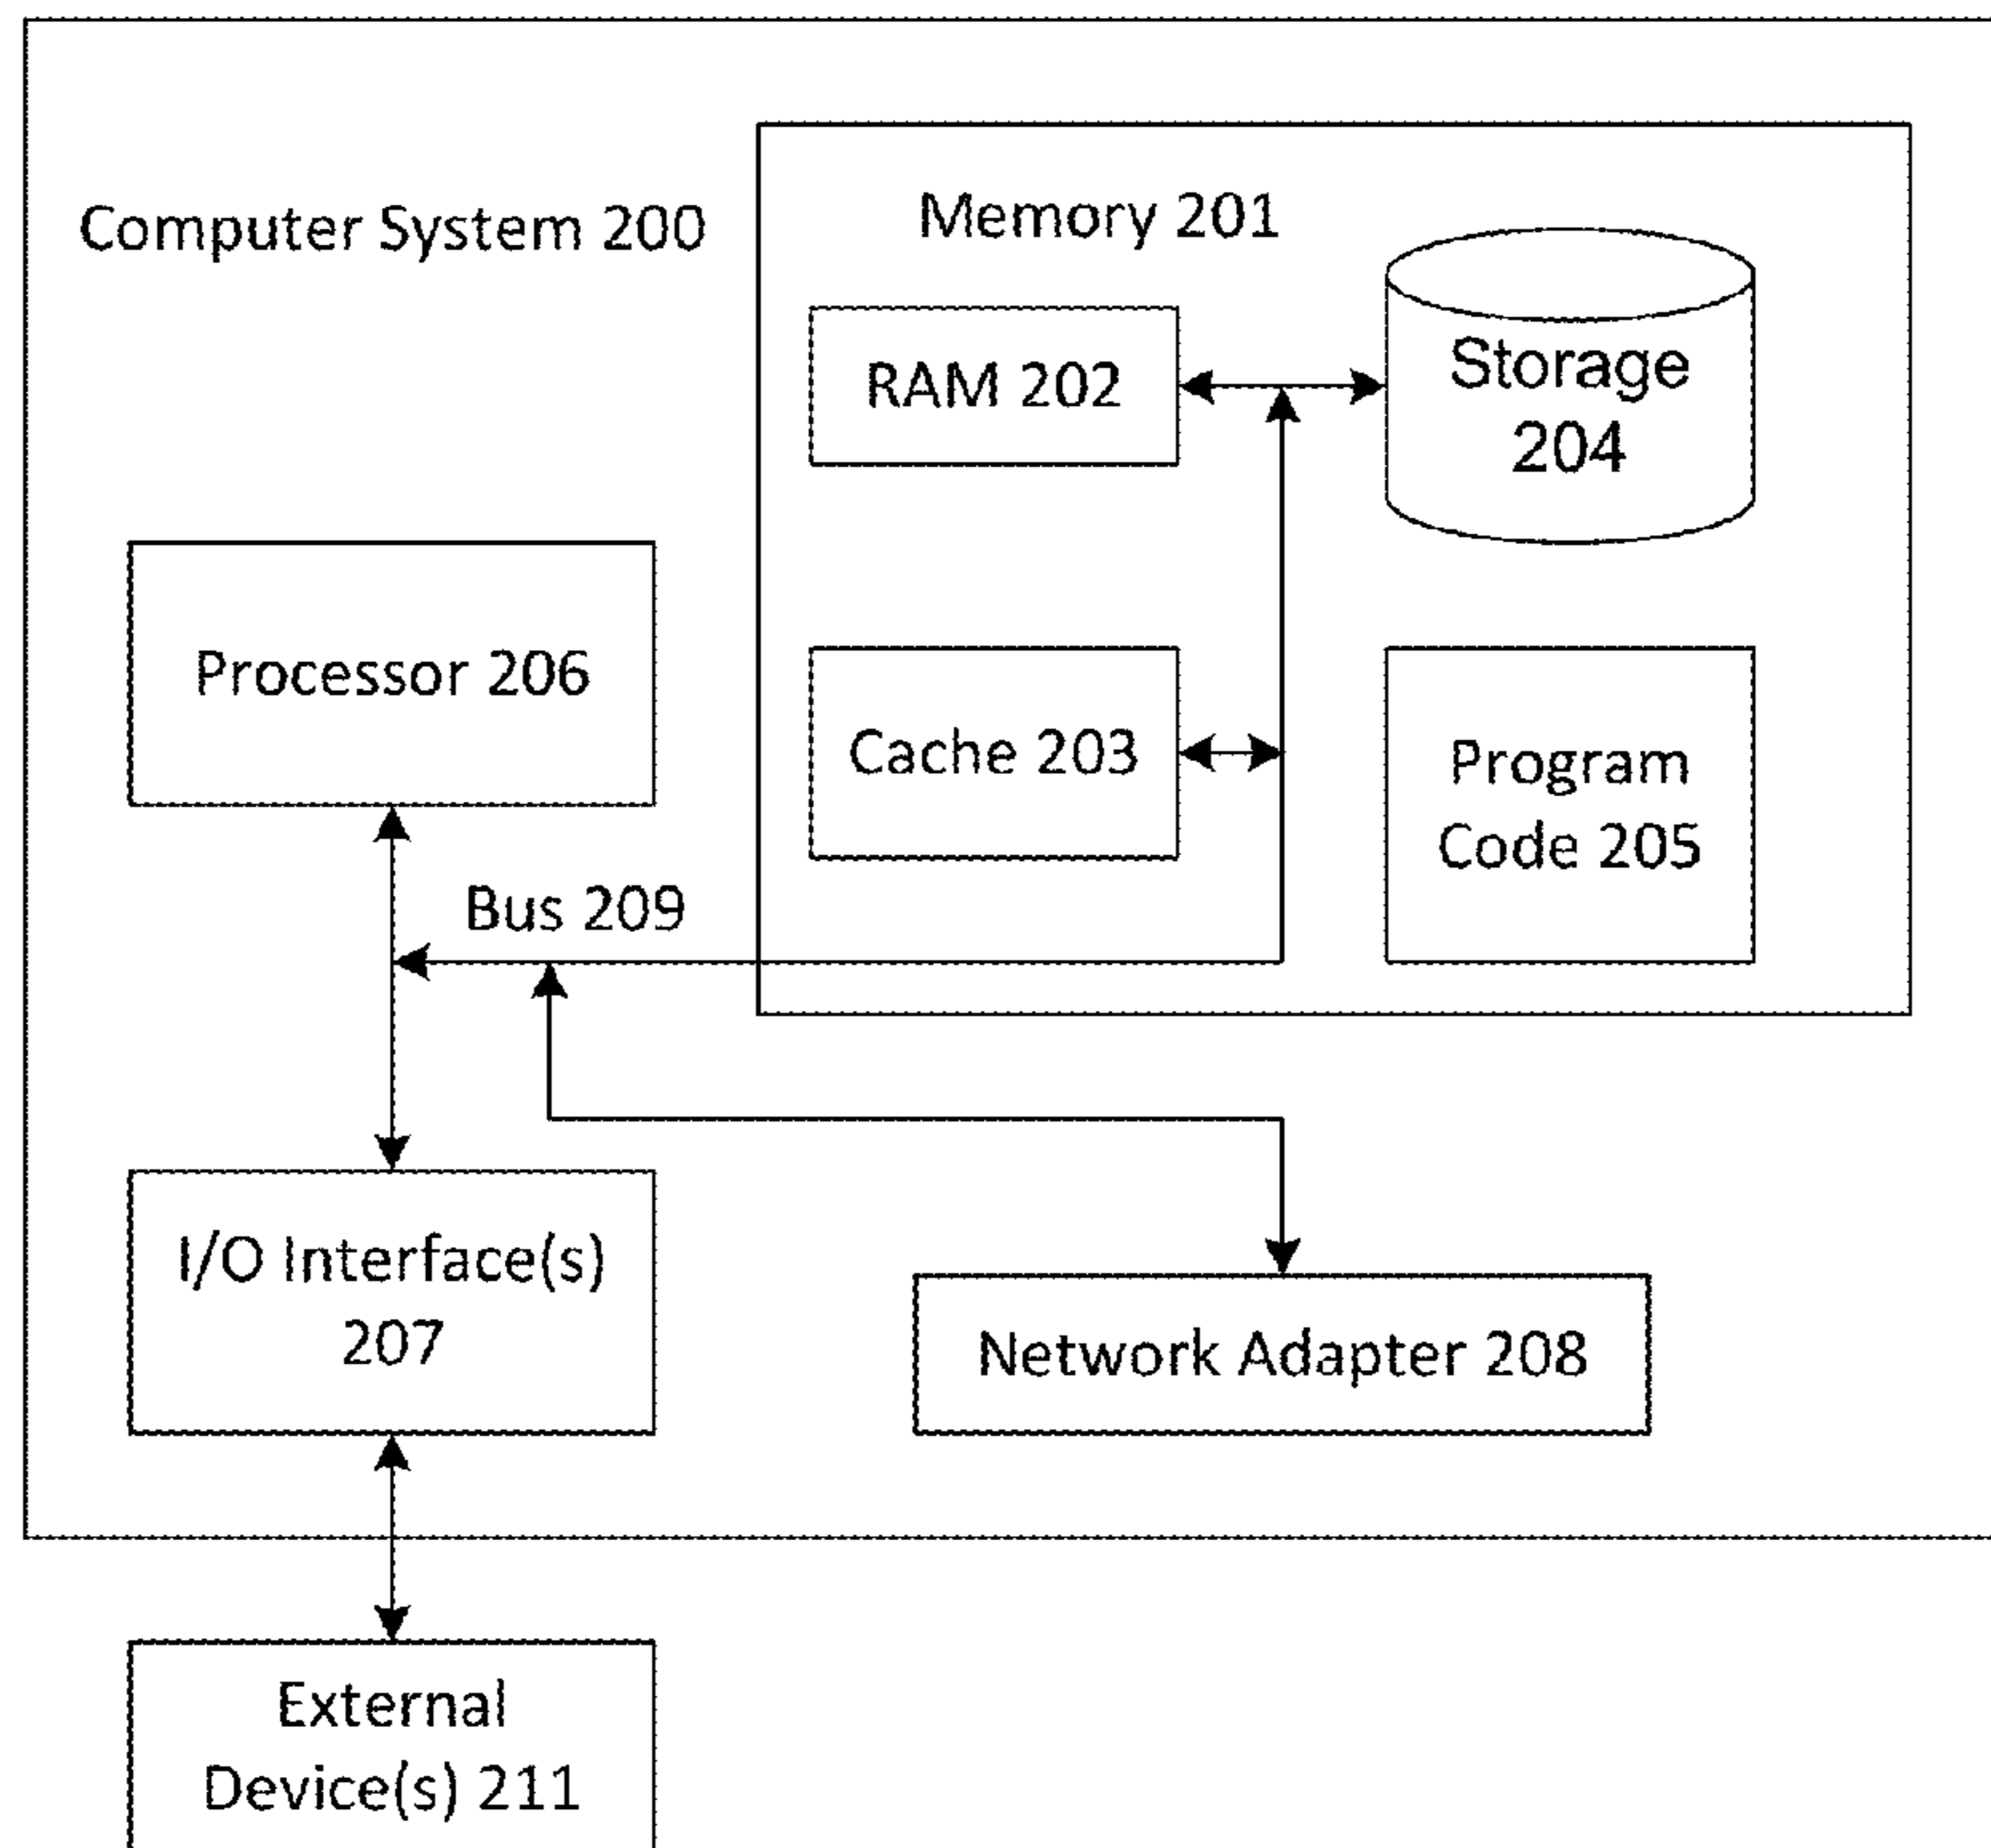 Computer System 200
Memory 201
RAM 202
Storage
204
Processor 206
Cache 203
Program
Code 205
Bus 209
I/O Interface(s)
207
Network Adapter 208
External
Device(s) 211